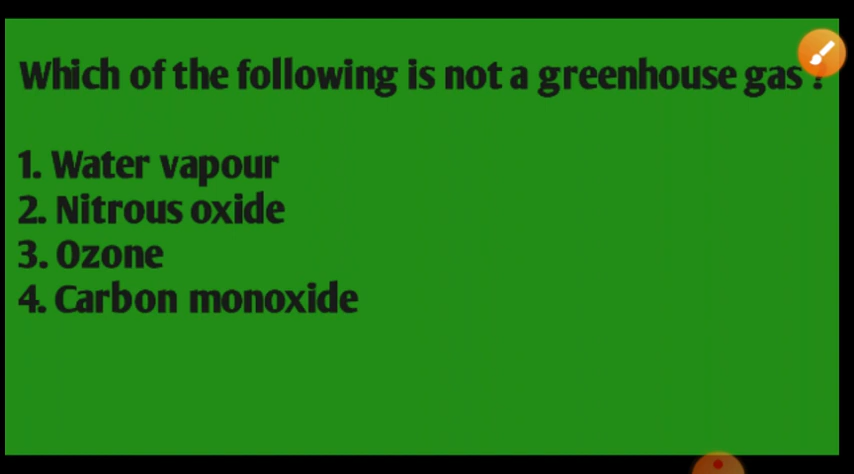 Which of the following is not a greenhouse gas ?
1. Water vapour
2. Nitrous oxide
3. Ozone
4. Carbon monoxide